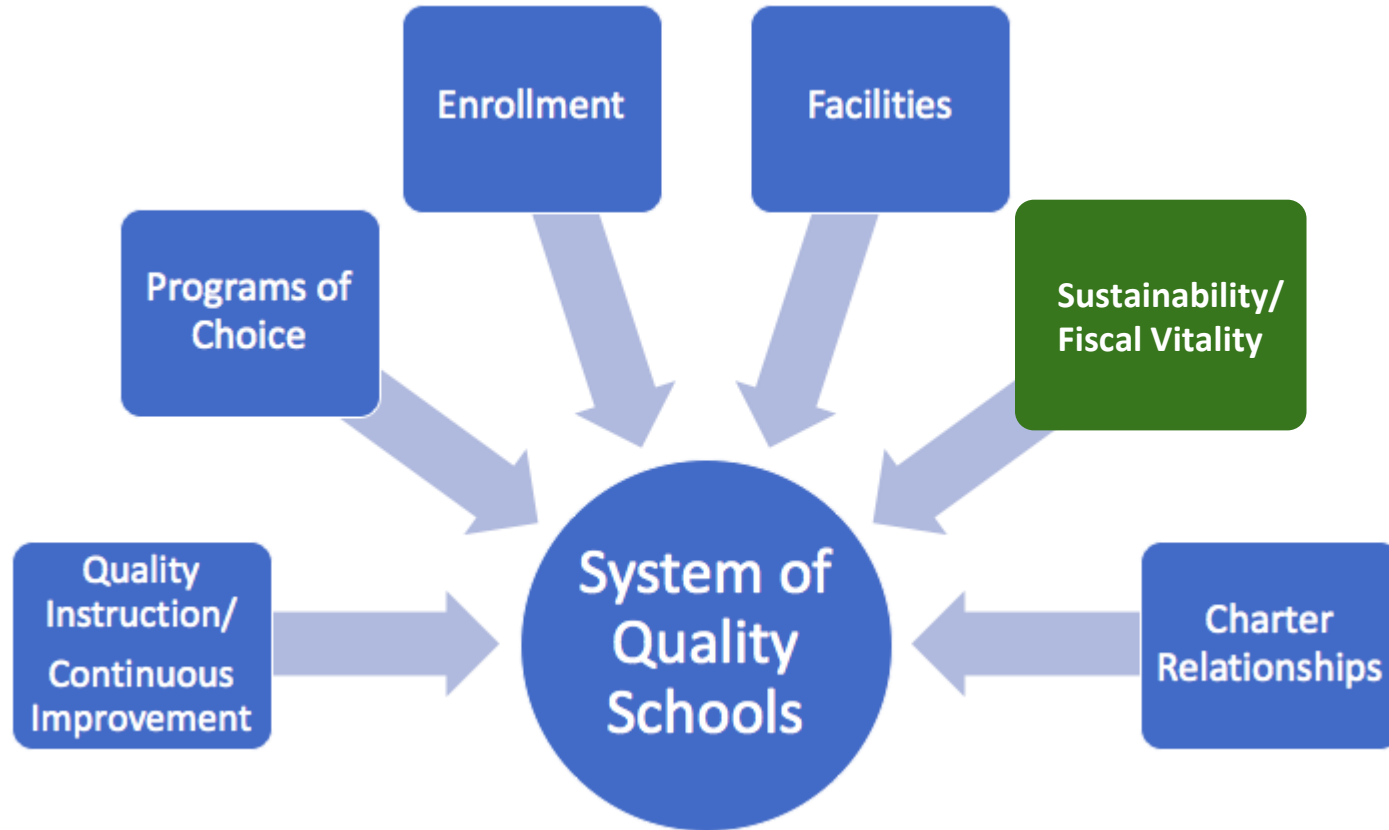 Enrollment
Facilities
Programs of
Choice
Sustainability/
Fiscal Vitality
Quality
Instruction/
Continuous
Improvement
System of
Quality
Schools
Charter
Relationships